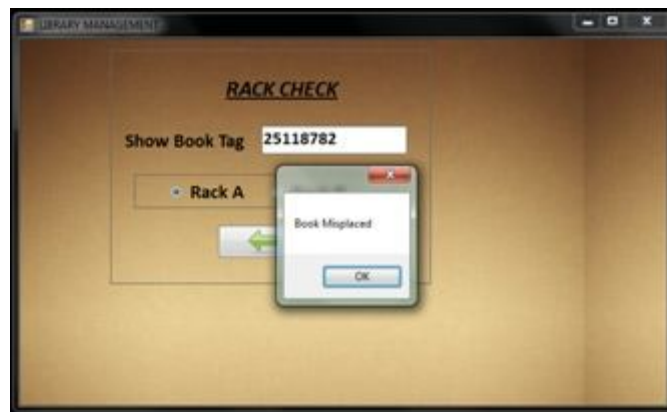 LIBRARY MANAGEMENT
RACK CHECK
Show Book Tag 25118782
Rack A
Book Misplaced
OK